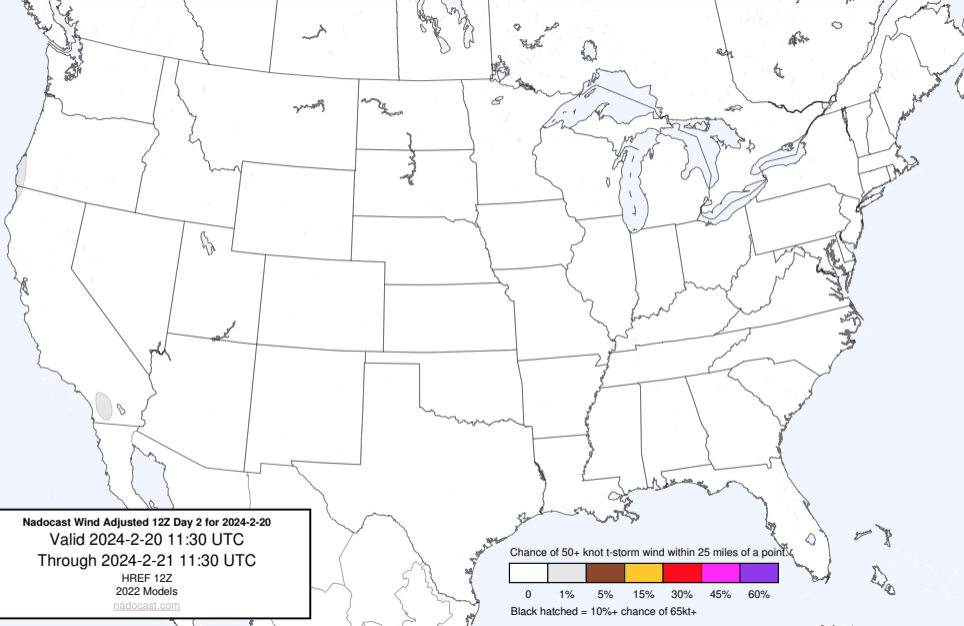 Nadocast Wind Adjusted 12Z Day 2 for 2024-2-20
Valid 2024-2-20 11:30 UTC
Through 2024-2-21 11:30 UTC
HREF 12Z
2022 Models
nadocast.com
Chance of 50+ knot t-storm wind within 25 miles of a point.
0 1% 5% 15% 30% 45% 60%
Black hatched = 10%+ chance of 65kt+